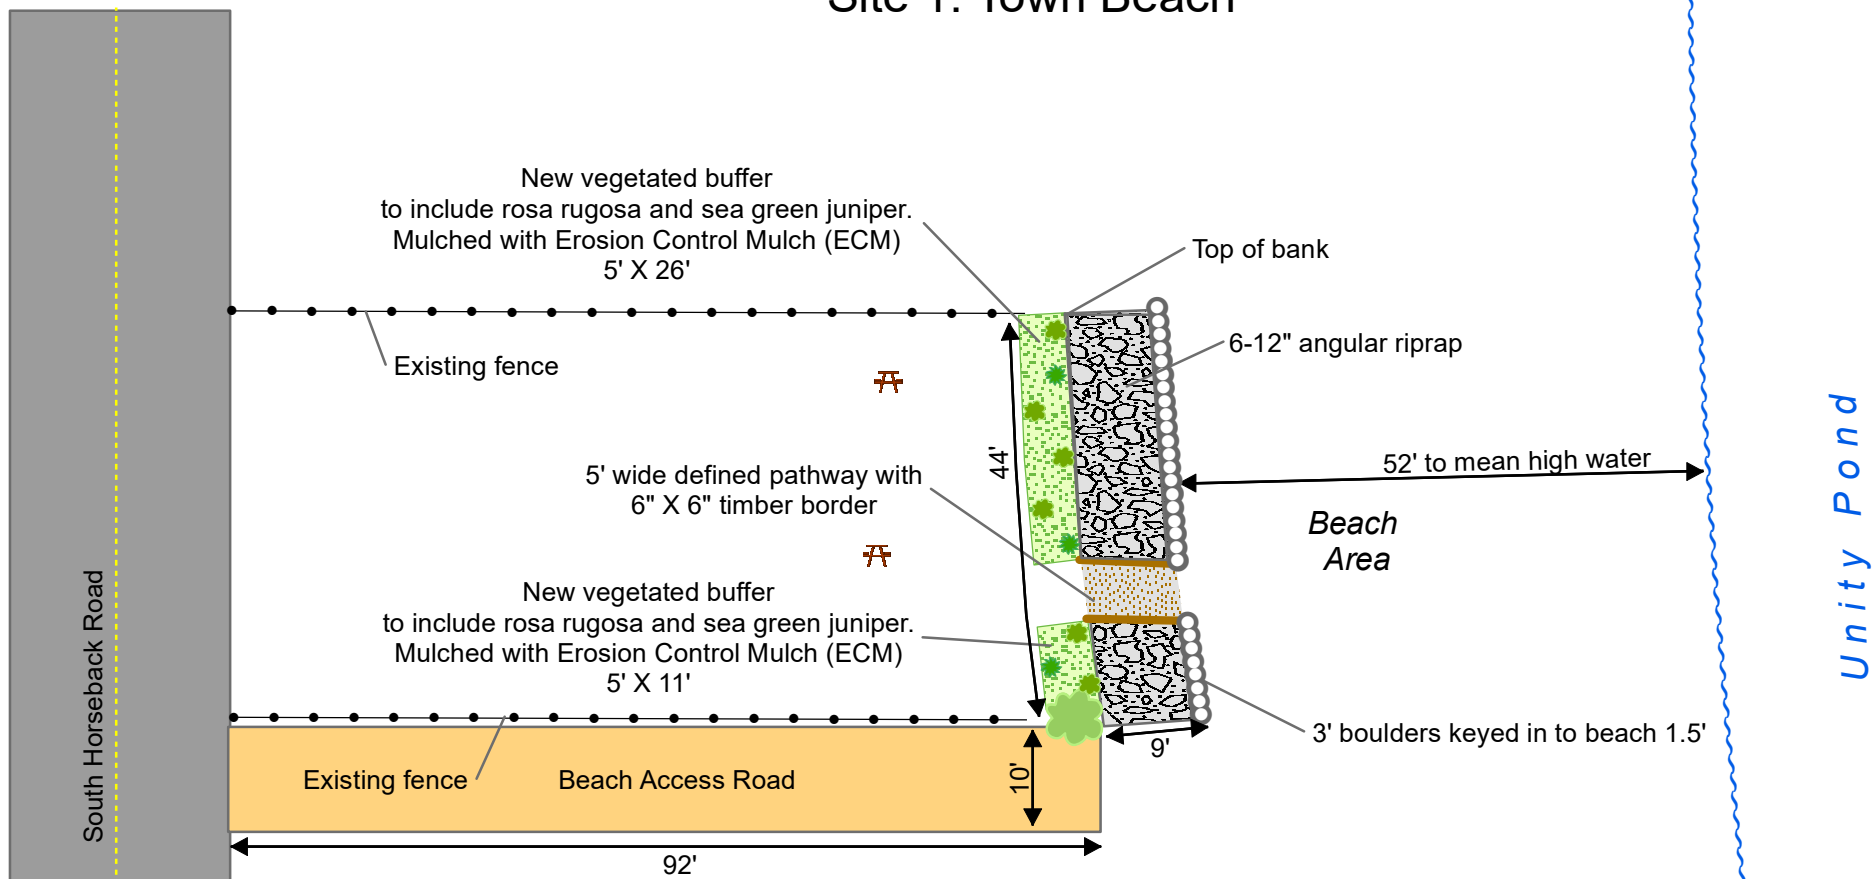 Site 1: Town Beach
New vegetated buffer
to include rosa rugosa and sea green juniper.
Mulched with Erosion Control Mulch (ECM)
5' X 26'
Top of bank
6-12" angular riprap
Existing fence
44'
5' wide defined pathway with
6" X 6" timber border
52' to mean high water
Beach
Area
Unity Pond
New vegetated buffer
to include rosa rugosa and sea green juniper.
Mulched with Erosion Control Mulch (ECM)
5' X 11'
South Horseback Road
3' boulders keyed in to beach 1.5'
9'
Existing fence
Beach Access Road
10'
92'